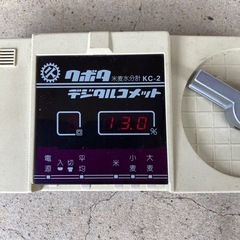 クボタ 米麦水分計 KC-2
デジタルコメット
回 13.0 %
電源 入 切 平均 米 小麦 大麦